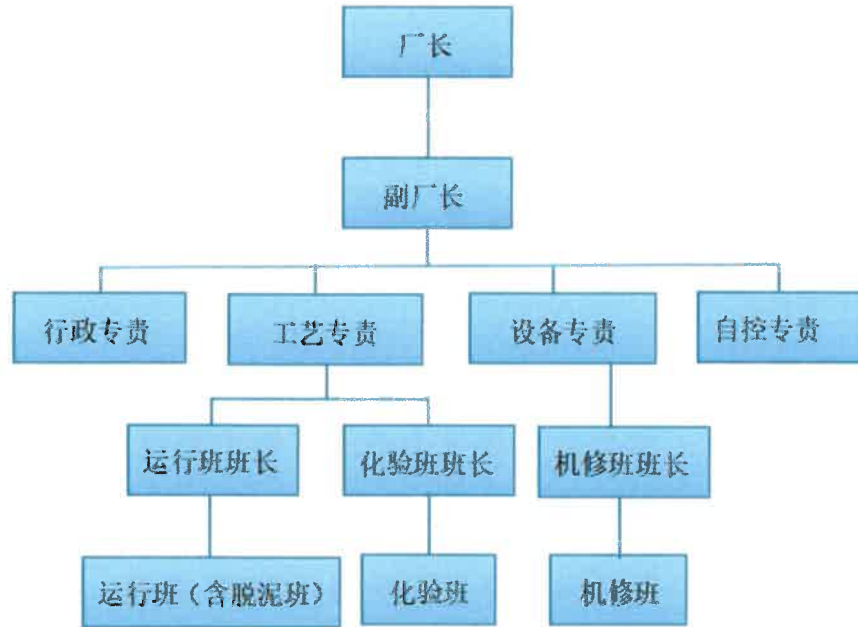 厂长
副厂长
行政专责
工艺专责
设备专责
自控专责
运行班班长
化验班班长
机修班班长
运行班（含脱泥班）
化验班
机修班